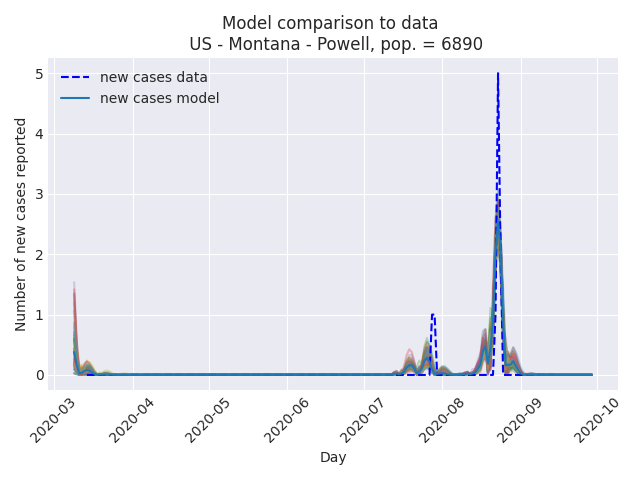 Model comparison to data
US - Montana - Powell, pop. = 6890
new cases data
new cases model
Number of new cases reported
5
4
3
2
1
0
2020-03
2020-04
2020-05
2020-06
2020-07
2020-08
2020-09
2020-10
Day